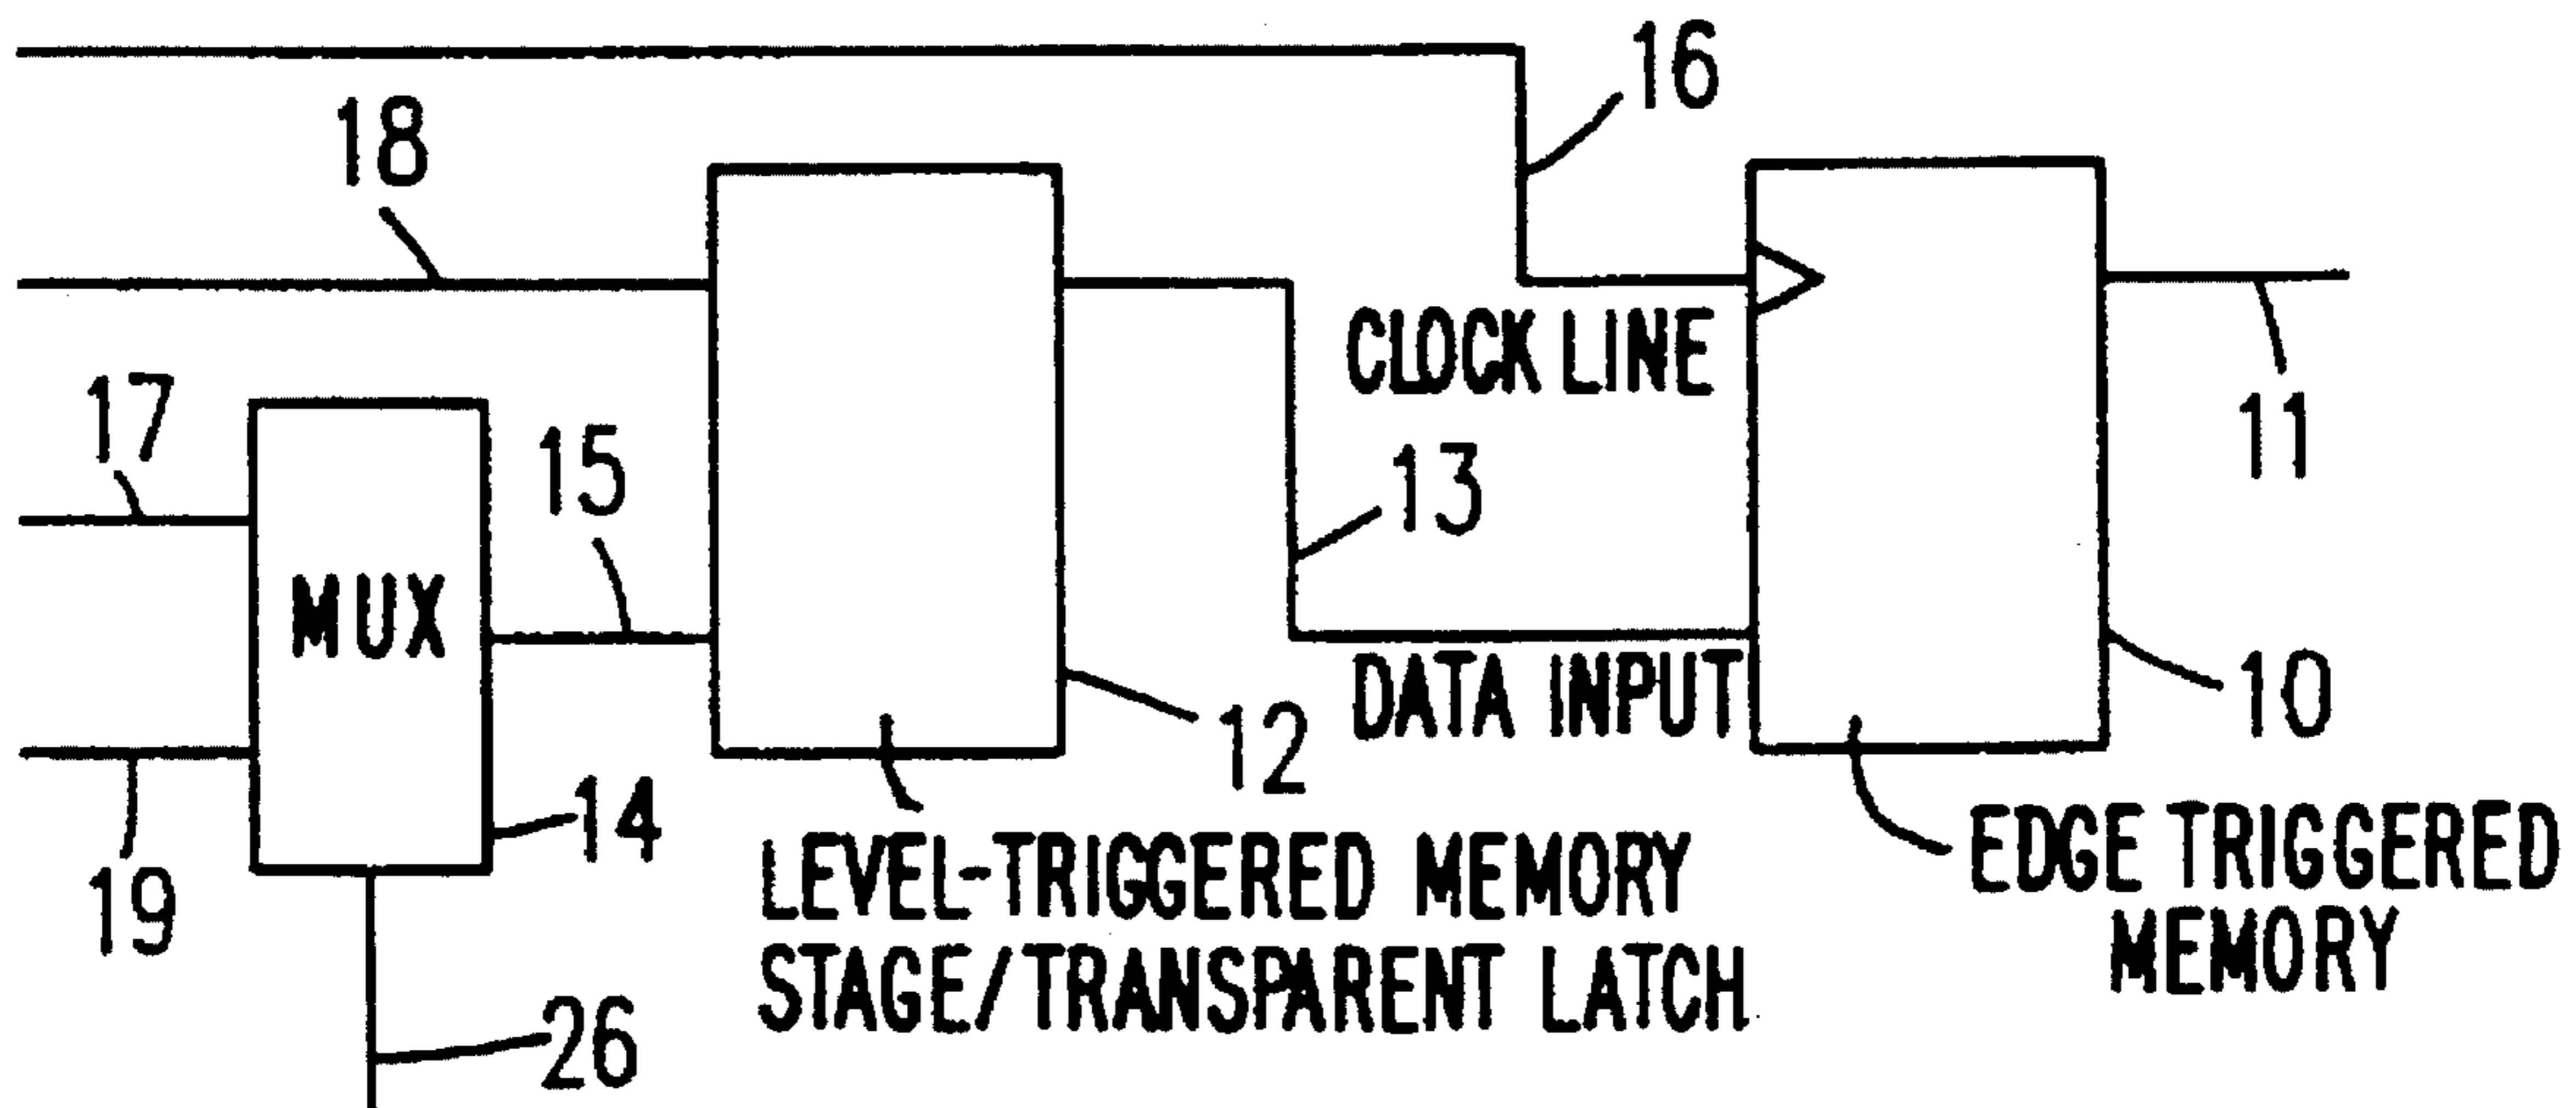 16
18
CLOCK LINE
17
15
13
11
MUX
DATA INPUT
10
12
14
19
LEVEL-TRIGGERED MEMORY
STAGE/TRANSPARENT LATCH
EDGE TRIGGERED
MEMORY
26